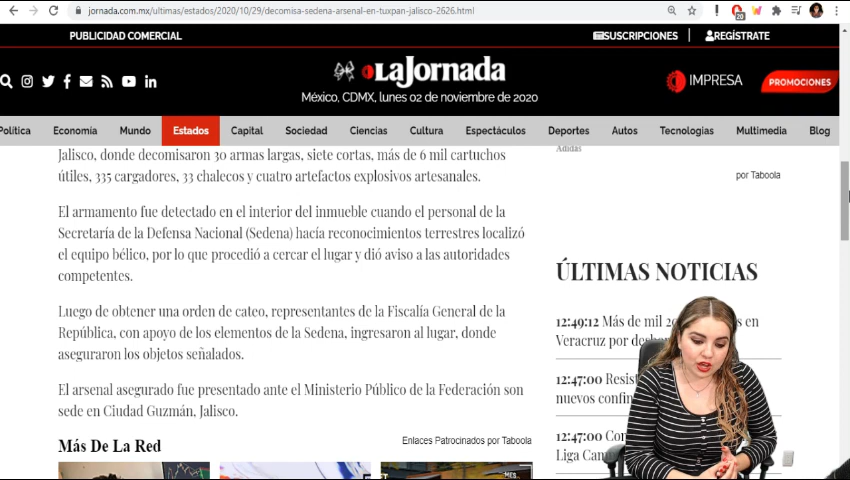 jornada.com.mx/ultimas/estados/2020/10/29/decomisa-sedena-arsenal-en-tuxpan-jalisco-2626.html
20
PUBLICIDAD COMERCIAL
SUSCRIPCIONES
REGÍSTRATE
LaJornada
México, CDMX, lunes 02 de noviembre de 2020
IMPRESA
PROMOCIONES
Política Economía Mundo Estados Capital Sociedad Ciencias Cultura Espectáculos Deportes Autos Tecnologías Multimedia Blog
Jalisco, donde decomisaron 30 armas largas, siete cortas, más de 6 mil cartuchos
útiles, 335 cargadores, 33 chalecos y cuatro artefactos explosivos artesanales.
El armamento fue detectado en el interior del inmueble cuando el personal de la
Secretaría de la Defensa Nacional (Sedena) hacía reconocimientos terrestres localizó
el equipo bélico, por lo que procedió a cercar el lugar y dió aviso a las autoridades
competentes.
Luego de obtener una orden de cateo, representantes de la Fiscalía General de la
República, con apoyo de los elementos de la Sedena, ingresaron al lugar, donde
aseguraron los objetos señalados.
El arsenal asegurado fue presentado ante el Ministerio Público de la Federación son
sede en Ciudad Guzmán, Jalisco.
Más De La Red
Enlaces Patrocinados por Taboola
Adidas
por Taboola
ÚLTIMAS NOTICIAS
12:49:12 Más de mil en
Veracruz por
12:47:00
nuevos
12:47:00
Liga